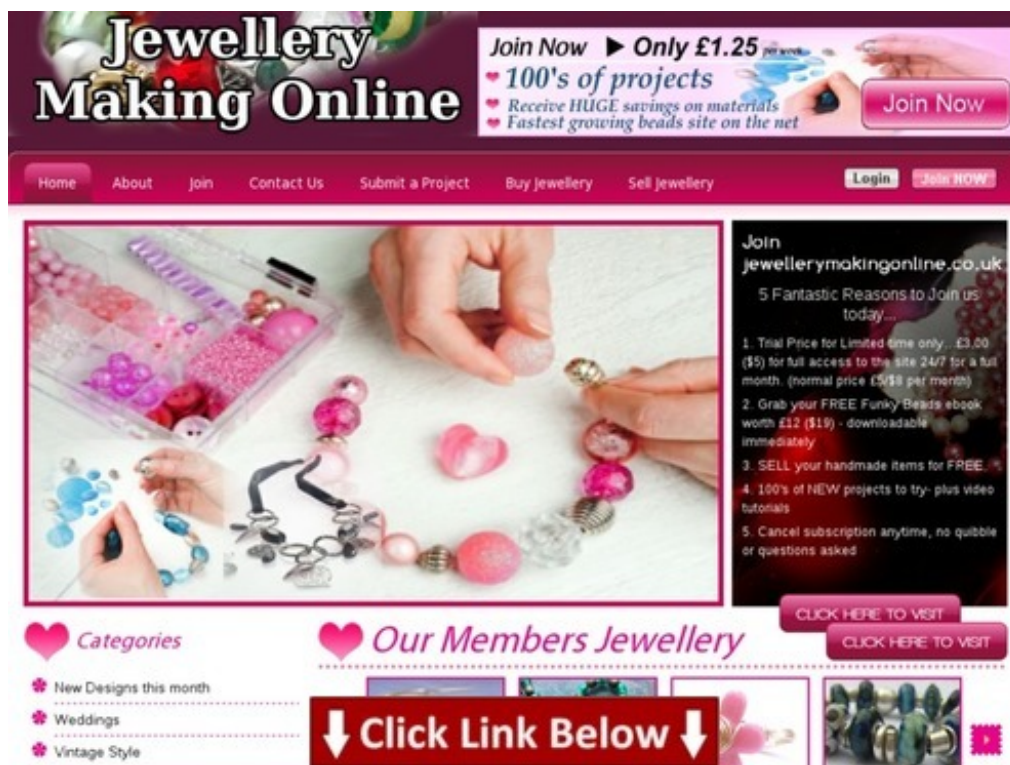 Jewellery
Making Online
Join Now ▶ Only £1.25 per week
100's of projects
Receive HUGE savings on materials
Fastest growing beads site on the net
Join Now
Home About Join Contact Us Submit a Project Buy Jewellery Sell Jewellery Login Join NOW
Join
jewellerymakingonline.co.uk
5 Fantastic Reasons to Join us
today...
1. Trial Price for Limited time only... £3.00
($5) for full access to the site 24/7 for a full
month. (normal price £5/$8 per month)
2. Grab your FREE Funky Beads ebook
worth £12 ($19) - downloadable
immediately
3. SELL your handmade items for FREE.
4. 100's of NEW projects to try- plus video
tutorials
5. Cancel subscription anytime, no quibble
or questions asked
CLICK HERE TO VISIT
CLICK HERE TO VISIT
Categories
New Designs this month
Weddings
Vintage Style
Our Members Jewellery
Click Link Below